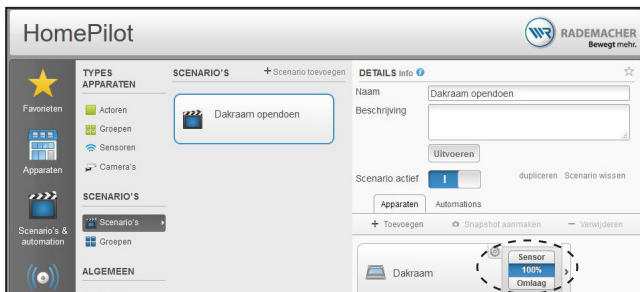 HomePilot
RADEMACHER
Bewegt mehr.
Favorieten
Apparaten
Scenario's &
automation
TYPES
APPARATEN
Actoren
Groepen
Sensoren
Camera's
SCENARIO'S
Scenario's
Groepen
ALGEMEEN
SCENARIO'S
+ Scenario toevoegen
Dakraam opendoen
DETAILS Info
Naam
Dakraam opendoen
Beschrijving
Uitvoeren
Scenario actief
I
dupliceren
Scenario wissen
Apparaten
Automations
+ Toevoegen
Snapshot aanmaken
− Verwijderen
Dakraam
Sensor
100%
Omlaag